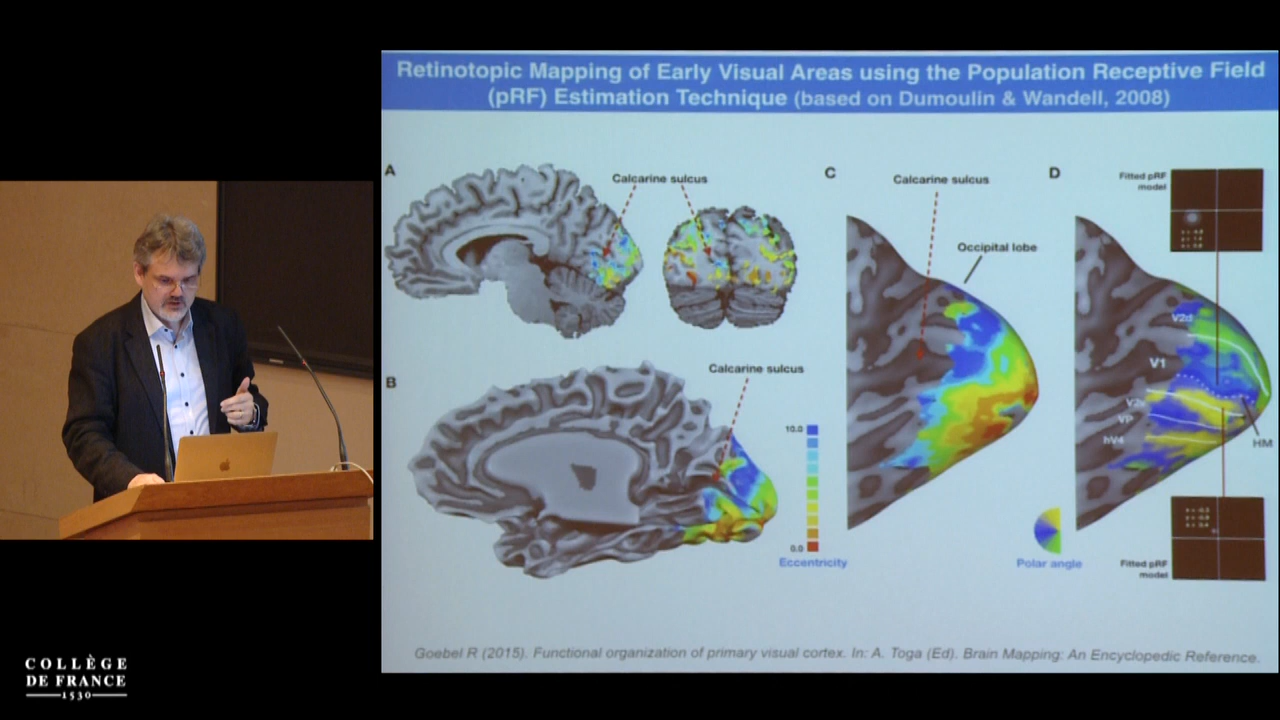 Retinotopic Mapping of Early Visual Areas using the Population Receptive Field
(pRF) Estimation Technique (based on Dumoulin & Wandell, 2008)
A
Calcarine sulcus
C
Calcarine sulcus
D
Fitted pRF
model
Occipital lobe
V2d
V1
V2v
VP
hV4
HM
B
Calcarine sulcus
10.0
0.0
Eccentricity
Polar angle
Fitted pRF
model
Goebel R (2015). Functional organization of primary visual cortex. In: A. Toga (Ed). Brain Mapping: An Encyclopedic Reference.
COLLÈGE
DE FRANCE
1530